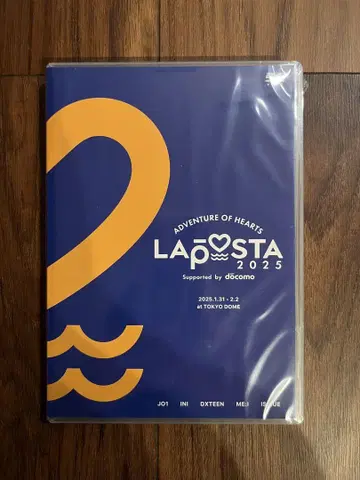 ADVENTURE OF HEARTS
LAPOSTA
2025
Supported by döcomo
2025.1.31 - 2.2
at TOKYO DOME
JO1 INI DXTEEN ME:I IS:SUE